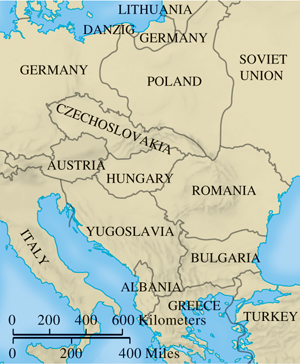 LITHUANIA
DANZIG
GERMANY
GERMANY
POLAND
SOVIET
UNION
CZECHOSLOVAKIA
AUSTRIA
HUNGARY
ROMANIA
ITALY
YUGOSLAVIA
BULGARIA
ALBANIA
GREECE
TURKEY
0 200 400 600 Kilometers
0 200 400 Miles